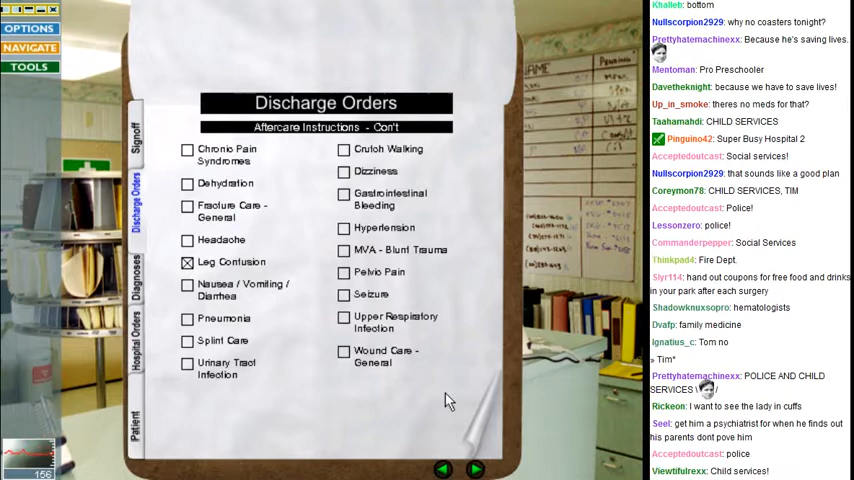 OPTIONS
NAVIGATE
TOOLS
156
Signoff
Discharge Orders
Diagnoses
Hospital Orders
Patient
Discharge Orders
Aftercare Instructions - Con't
Chronic Pain
Syndromes
Dehydration
Fracture Care -
General
Headache
Leg Contusion
Nausea / Vomiting /
Diarrhea
Pneumonia
Splint Care
Urinary Tract
Infection
Crutch Walking
Dizziness
Gastrointestinal
Bleeding
Hypertension
MVA - Blunt Trauma
Pelvic Pain
Seizure
Upper Respiratory
Infection
Wound Care -
General
NAME
Khalleb: bottom
Nullscorpion2929: why no coasters tonight?
Prettyhatemachinexx: Because he's saving lives.
Mentoman: Pro Preschooler
Davetheknight: because we have to save lives!
Up_in_smoke: theres no meds for that?
Taahamahdi: CHILD SERVICES
Pinguino42: Super Busy Hospital 2
Acceptedoutcast: Social services!
Nullscorpion2929: that sounds like a good plan
Coreymon78: CHILD SERVICES, TIM
Acceptedoutcast: Police!
Lessonzero: police!
Commanderpepper: Social Services
Thinkpad4: Fire Dept.
Slyr114: hand out coupons for free food and drinks
in your park after each surgery
Shadowknuxsopro: hematologists
Dvafp: family medicine
Ignatius_c: Tom no
» Tim*
Prettyhatemachinexx: POLICE AND CHILD
SERVICES \ /
Rickeon: I want to see the lady in cuffs
Seel: get him a psychiatrist for when he finds out
his parents dont pove him
Acceptedoutcast: police
Viewtifulrexx: Child services!